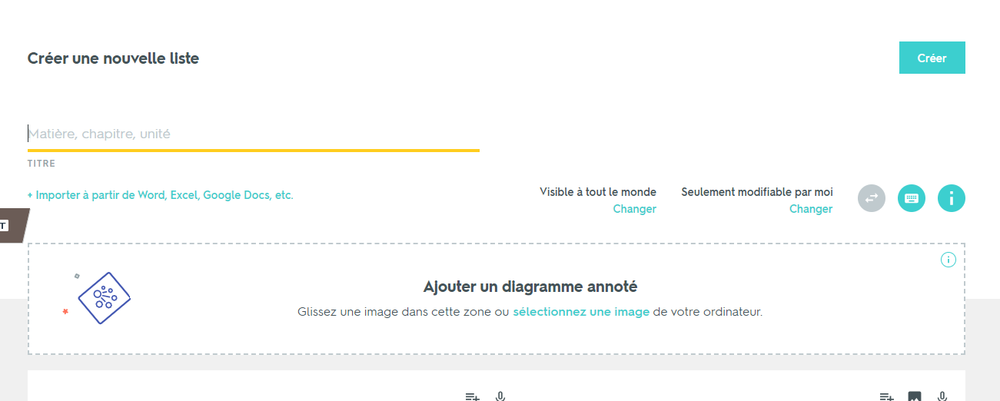 Créer une nouvelle liste
Créer
Matière, chapitre, unité
TITRE
+ Importer à partir de Word, Excel, Google Docs, etc.
Visible à tout le monde
Changer
Seulement modifiable par moi
Changer
T
Ajouter un diagramme annoté
Glissez une image dans cette zone ou sélectionnez une image de votre ordinateur.